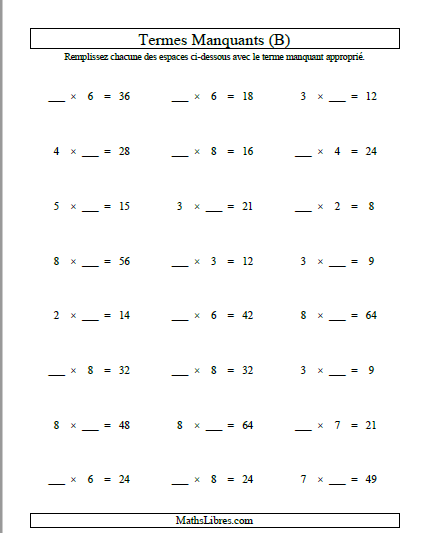 Termes Manquants (B)
Remplissez chacune des espaces ci-dessous avec le terme manquant approprié.
___ × 6 = 36 ___ × 6 = 18 3 × ___ = 12
4 × ___ = 28 ___ × 8 = 16 ___ × 4 = 24
5 × ___ = 15 3 × ___ = 21 ___ × 2 = 8
8 × ___ = 56 ___ × 3 = 12 3 × ___ = 9
2 × ___ = 14 ___ × 6 = 42 8 × ___ = 64
___ × 8 = 32 ___ × 8 = 32 3 × ___ = 9
8 × ___ = 48 8 × ___ = 64 ___ × 7 = 21
___ × 6 = 24 ___ × 8 = 24 7 × ___ = 49
MathsLibres.com